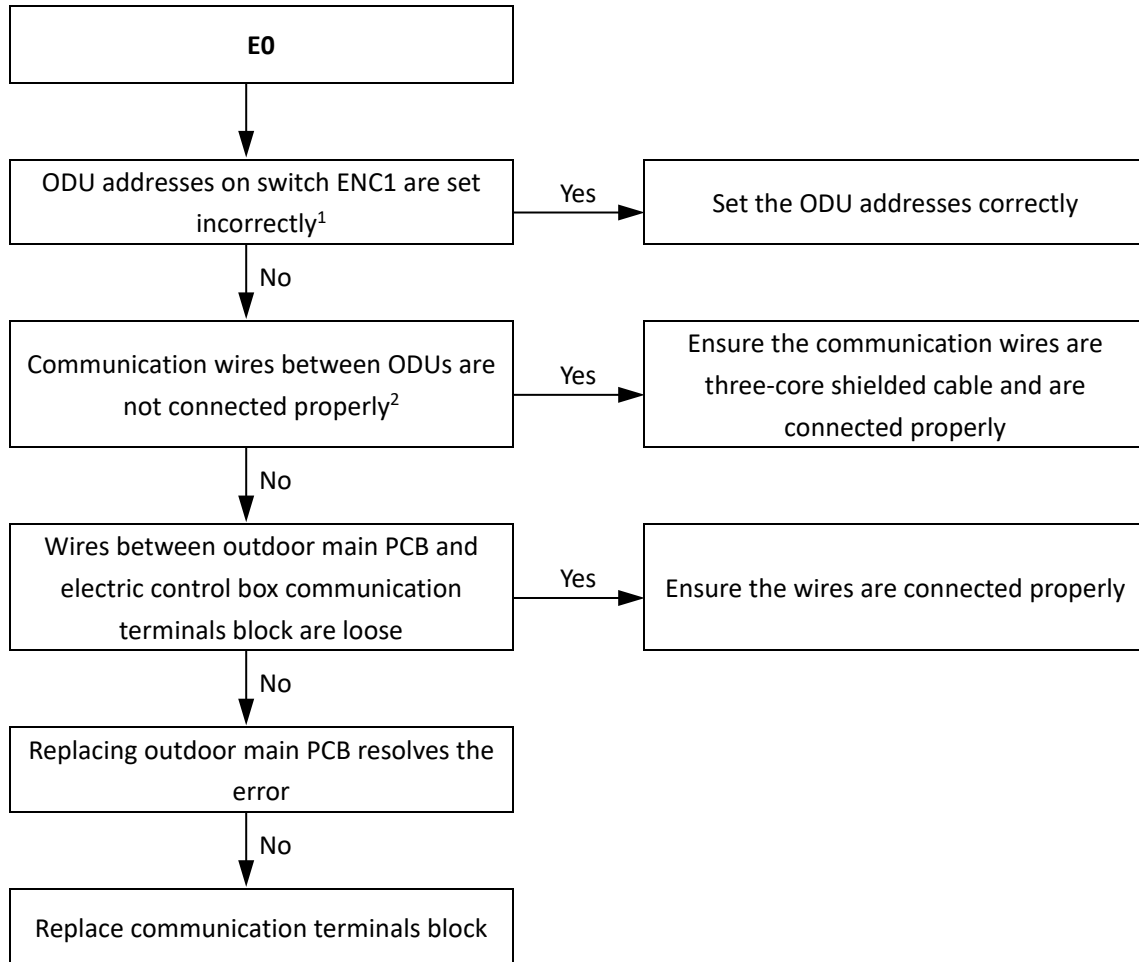 E0
ODU addresses on switch ENC1 are set
incorrectly1
Yes
Set the ODU addresses correctly
No
Communication wires between ODUs are
not connected properly2
Yes
Ensure the communication wires are
three-core shielded cable and are
connected properly
No
Wires between outdoor main PCB and
electric control box communication
terminals block are loose
Yes
Ensure the wires are connected properly
No
Replacing outdoor main PCB resolves the
error
No
Replace communication terminals block